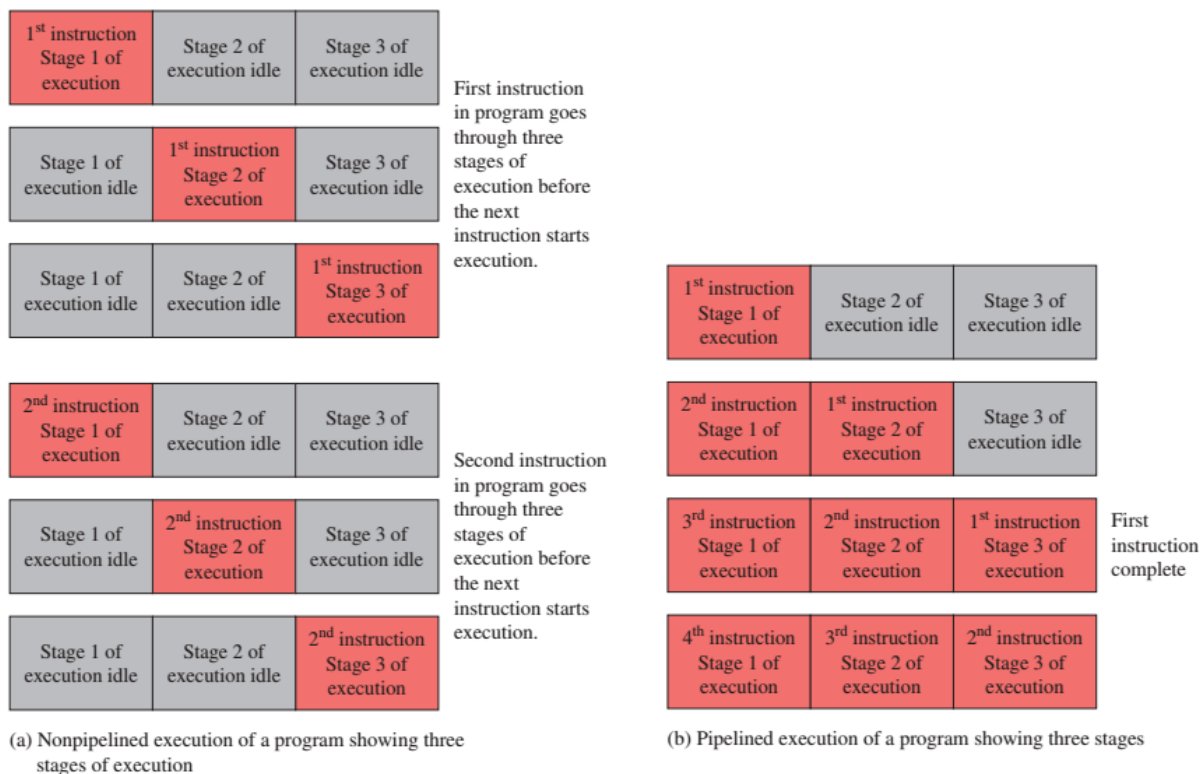 1st instruction
Stage 1 of
execution
Stage 2 of
execution idle
Stage 3 of
execution idle
Stage 1 of
execution idle
1st instruction
Stage 2 of
execution
Stage 3 of
execution idle
Stage 1 of
execution idle
Stage 2 of
execution idle
1st instruction
Stage 3 of
execution
First instruction
in program goes
through three
stages of
execution before
the next
instruction starts
execution.
2nd instruction
Stage 1 of
execution
Stage 2 of
execution idle
Stage 3 of
execution idle
Stage 1 of
execution idle
2nd instruction
Stage 2 of
execution
Stage 3 of
execution idle
Stage 1 of
execution idle
Stage 2 of
execution idle
2nd instruction
Stage 3 of
execution
Second instruction
in program goes
through three
stages of
execution before
the next
instruction starts
execution.
(a) Nonpipelined execution of a program showing three
stages of execution
1st instruction
Stage 1 of
execution
Stage 2 of
execution idle
Stage 3 of
execution idle
2nd instruction
Stage 1 of
execution
1st instruction
Stage 2 of
execution
Stage 3 of
execution idle
3rd instruction
Stage 1 of
execution
2nd instruction
Stage 2 of
execution
1st instruction
Stage 3 of
execution
First
instruction
complete
4th instruction
Stage 1 of
execution
3rd instruction
Stage 2 of
execution
2nd instruction
Stage 3 of
execution
(b) Pipelined execution of a program showing three stages